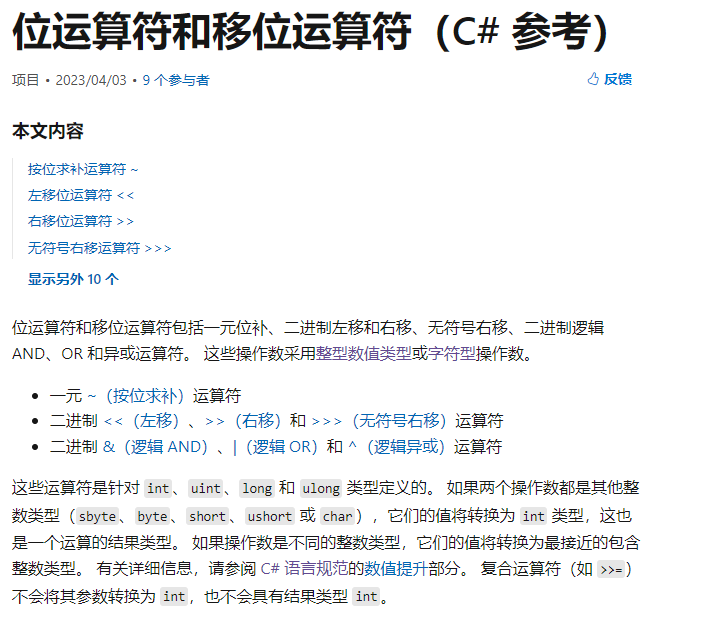 位运算符和移位运算符（C# 参考）
项目 • 2023/04/03 • 9 个参与者
反馈
本文内容
按位求补运算符 ~
左移位运算符 <<
右移位运算符 >>
无符号右移运算符 >>>
显示另外 10 个
位运算符和移位运算符包括一元位补、二进制左移和右移、无符号右移、二进制逻辑
AND、OR 和异或运算符。 这些操作数采用整型数值类型或字符型操作数。
• 一元 ~（按位求补）运算符
• 二进制 <<（左移）、>>（右移）和 >>>（无符号右移）运算符
• 二进制 &（逻辑 AND）、|（逻辑 OR）和 ^（逻辑异或）运算符
这些运算符是针对 int、uint、long 和 ulong 类型定义的。 如果两个操作数都是其他整
数类型（sbyte、byte、short、ushort 或 char），它们的值将转换为 int 类型，这也
是一个运算的结果类型。 如果操作数是不同的整数类型，它们的值将转换为最接近的包含
整数类型。 有关详细信息，请参阅 C# 语言规范的数值提升部分。 复合运算符（如 >>=）
不会将其参数转换为 int，也不会具有结果类型 int。